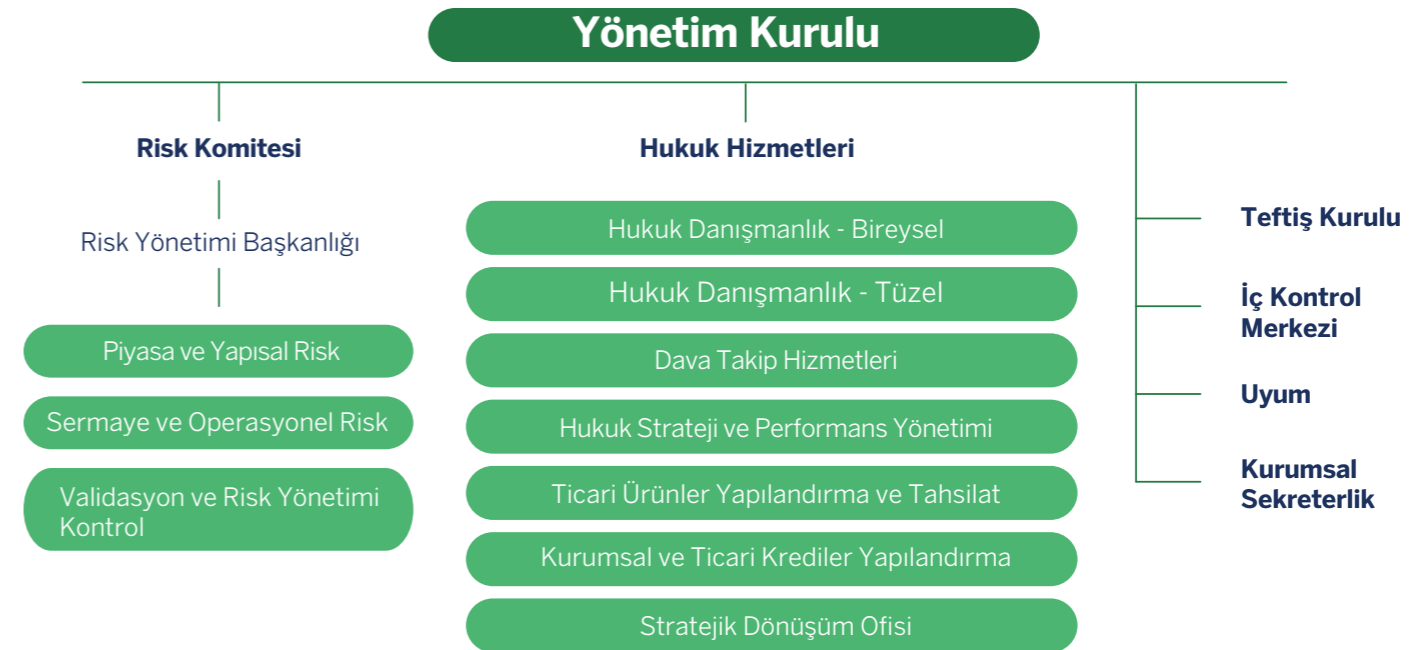 Yönetim Kurulu
Risk Komitesi
Risk Yönetimi Başkanlığı
Piyasa ve Yapısal Risk
Sermaye ve Operasyonel Risk
Validasyon ve Risk Yönetimi
Kontrol
Hukuk Hizmetleri
Hukuk Danışmanlık - Bireysel
Hukuk Danışmanlık - Tüzel
Dava Takip Hizmetleri
Hukuk Strateji ve Performans Yönetimi
Ticari Ürünler Yapılandırma ve Tahsilat
Kurumsal ve Ticari Krediler Yapılandırma
Stratejik Dönüşüm Ofisi
Teftiş Kurulu
İç Kontrol
Merkezi
Uyum
Kurumsal
Sekreterlik